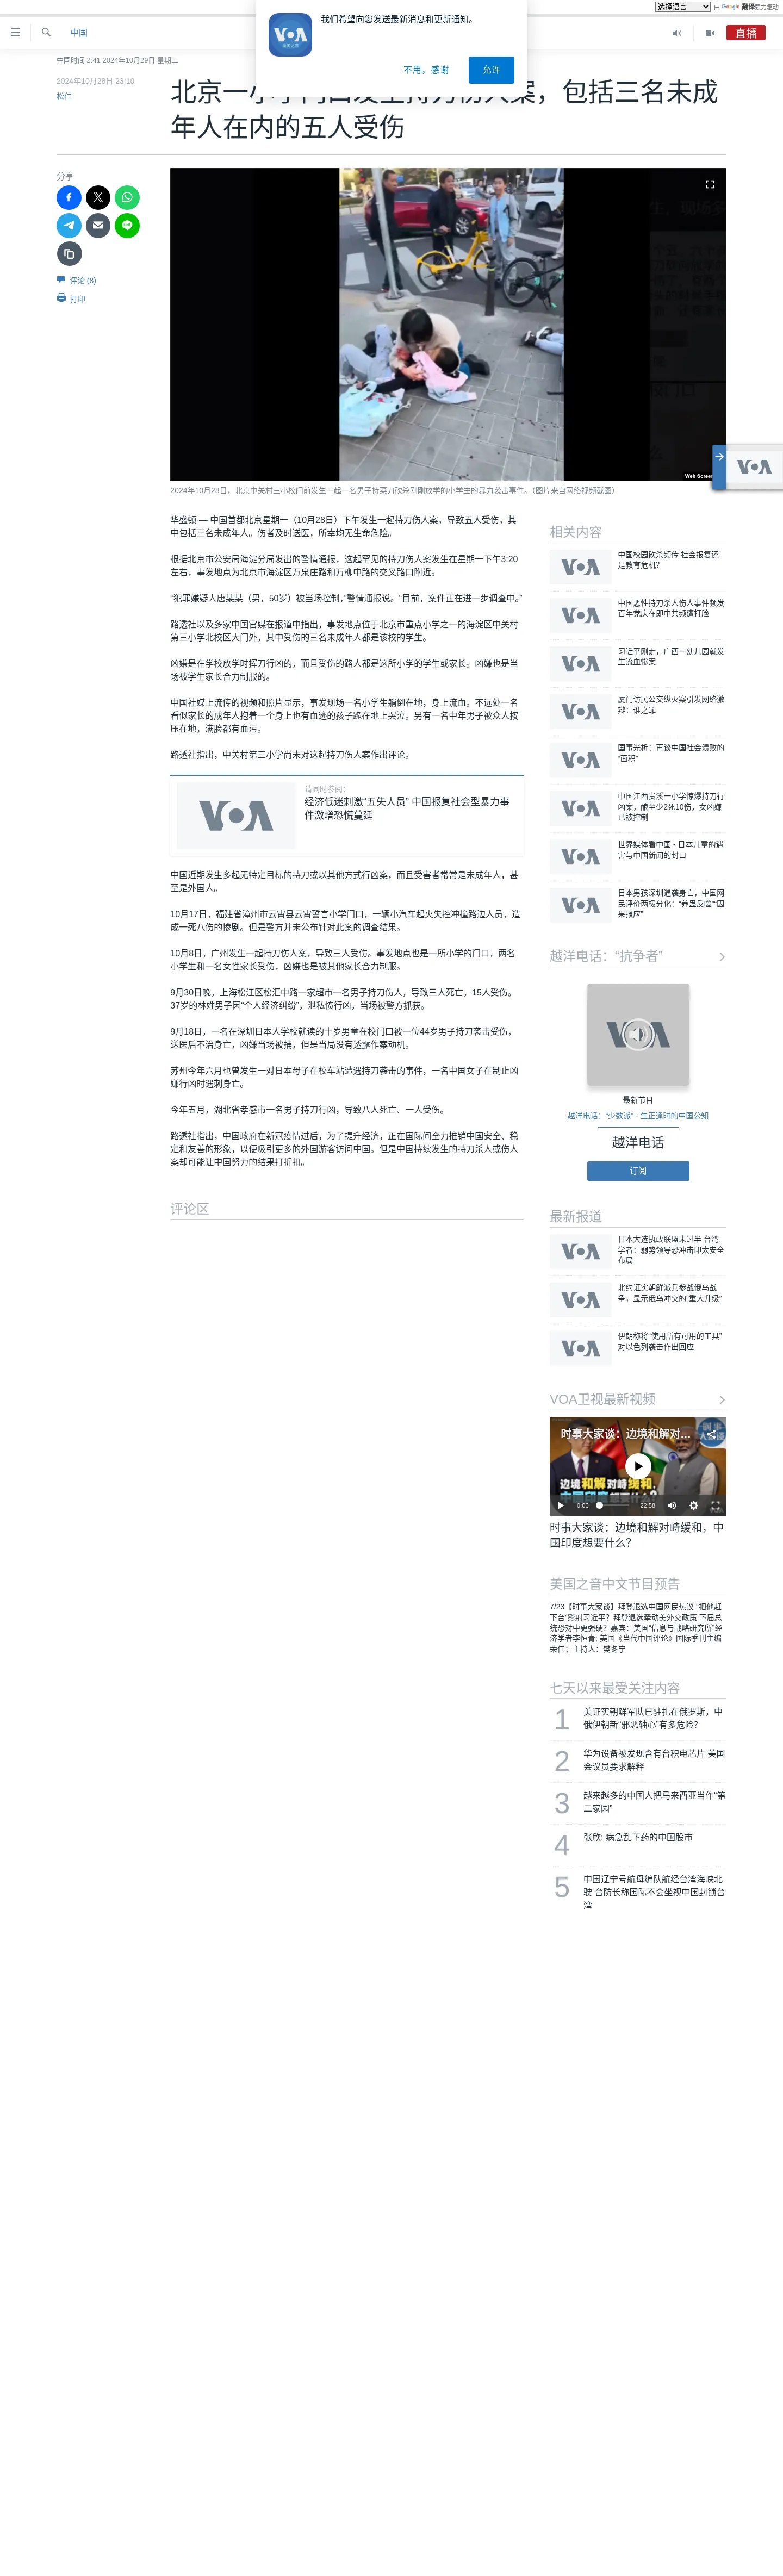 选择语言
由 Google 翻译强力驱动
我们希望向您发送最新消息和更新通知。
VOA
美国之音
不用，感谢
允许
中国
直播
中国时间 2:41 2024年10月29日 星期二
2024年10月28日 23:10
松仁
包括三名未成
年人在内的五人受伤
分享
评论 (8)
打印
Web Screen
VOA
2024年10月28日，北京中关村三小校门前发生一起一名男子持菜刀砍杀刚刚放学的小学生的暴力袭击事件。（图片来自网络视频截图）
华盛顿 — 中国首都北京星期一（10月28日）下午发生一起持刀伤人案，导致五人受伤，其
中包括三名未成年人。伤者及时送医，所幸均无生命危险。
根据北京市公安局海淀分局发出的警情通报，这起罕见的持刀伤人案发生在星期一下午3:20
左右，事发地点为北京市海淀区万泉庄路和万柳中路的交叉路口附近。
“犯罪嫌疑人唐某某（男，50岁）被当场控制，”警情通报说。“目前，案件正在进一步调查中。”
路透社以及多家中国官媒在报道中指出，事发地点位于北京市重点小学之一的海淀区中关村
第三小学北校区大门外，其中受伤的三名未成年人都是该校的学生。
凶嫌是在学校放学时挥刀行凶的，而且受伤的路人都是这所小学的学生或家长。凶嫌也是当
场被学生家长合力制服的。
中国社媒上流传的视频和照片显示，事发现场一名小学生躺倒在地，身上流血。不远处一名
看似家长的成年人抱着一个身上也有血迹的孩子跪在地上哭泣。另有一名中年男子被众人按
压在地，满脸都有血污。
路透社指出，中关村第三小学尚未对这起持刀伤人案作出评论。
VOA
请同时参阅：
经济低迷刺激“五失人员” 中国报复社会型暴力事
件激增恐慌蔓延
中国近期发生多起无特定目标的持刀或以其他方式行凶案，而且受害者常常是未成年人，甚
至是外国人。
10月17日，福建省漳州市云霄县云霄誓言小学门口，一辆小汽车起火失控冲撞路边人员，造
成一死八伤的惨剧。但是警方并未公布针对此案的调查结果。
10月8日，广州发生一起持刀伤人案，导致三人受伤。事发地点也是一所小学的门口，两名
小学生和一名女性家长受伤，凶嫌也是被其他家长合力制服。
9月30日晚，上海松江区松汇中路一家超市一名男子持刀伤人，导致三人死亡，15人受伤。
37岁的林姓男子因“个人经济纠纷”，泄私愤行凶，当场被警方抓获。
9月18日，一名在深圳日本人学校就读的十岁男童在校门口被一位44岁男子持刀袭击受伤，
送医后不治身亡，凶嫌当场被捕，但是当局没有透露作案动机。
苏州今年六月也曾发生一对日本母子在校车站遭遇持刀袭击的事件，一名中国女子在制止凶
嫌行凶时遇刺身亡。
今年五月，湖北省孝感市一名男子持刀行凶，导致八人死亡、一人受伤。
路透社指出，中国政府在新冠疫情过后，为了提升经济，正在国际间全力推销中国安全、稳
定和友善的形象，以便吸引更多的外国游客访问中国。但是中国持续发生的持刀杀人或伤人
案却可能让中国努力的结果打折扣。
评论区
相关内容
VOA
中国校园砍杀频传 社会报复还
是教育危机？
VOA
中国恶性持刀杀人伤人事件频发
百年党庆在即中共频遭打脸
VOA
习近平刚走，广西一幼儿园就发
生流血惨案
VOA
厦门访民公交纵火案引发网络激
辩：谁之罪
VOA
国事光析：再谈中国社会溃败的
“面积”
VOA
中国江西贵溪一小学惊爆持刀行
凶案，酿至少2死10伤，女凶嫌
已被控制
VOA
世界媒体看中国 - 日本儿童的遇
害与中国新闻的封口
VOA
日本男孩深圳遇袭身亡，中国网
民评价两极分化：“养蛊反噬”“因
果报应”
越洋电话：“抗争者”
VOA
最新节目
越洋电话：“少数派” - 生正逢时的中国公知
越洋电话
订阅
最新报道
VOA
日本大选执政联盟未过半 台湾
学者：弱势领导恐冲击印太安全
布局
VOA
北约证实朝鲜派兵参战俄乌战
争，显示俄乌冲突的“重大升级”
VOA
伊朗称将“使用所有可用的工具”
对以色列袭击作出回应
VOA卫视最新视频
时事大家谈：边境和解对...
边境和解对峙缓和
中国印度想要什么？
0:00
22:58
时事大家谈：边境和解对峙缓和，中
国印度想要什么？
美国之音中文节目预告
7/23【时事大家谈】拜登退选中国网民热议 “把他赶
下台”影射习近平？拜登退选牵动美外交政策 下届总
统恐对中更强硬？嘉宾：美国“信息与战略研究所”经
济学者李恒青; 美国《当代中国评论》国际季刊主编
荣伟；主持人：樊冬宁
七天以来最受关注内容
1
美证实朝鲜军队已驻扎在俄罗斯，中
俄伊朝新“邪恶轴心”有多危险？
2
华为设备被发现含有台积电芯片 美国
会议员要求解释
3
越来越多的中国人把马来西亚当作“第
二家园”
4
张欣: 病急乱下药的中国股市
5
中国辽宁号航母编队航经台湾海峡北
驶 台防长称国际不会坐视中国封锁台
湾